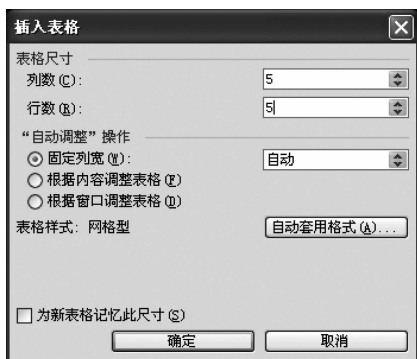 插入表格
表格尺寸
列数(C): 5
行数(R): 5
“自动调整”操作
固定列宽(W): 自动
根据内容调整表格(F)
根据窗口调整表格(D)
表格样式: 网格型 自动套用格式(A)...
为新表格记忆此尺寸(S)
确定 取消